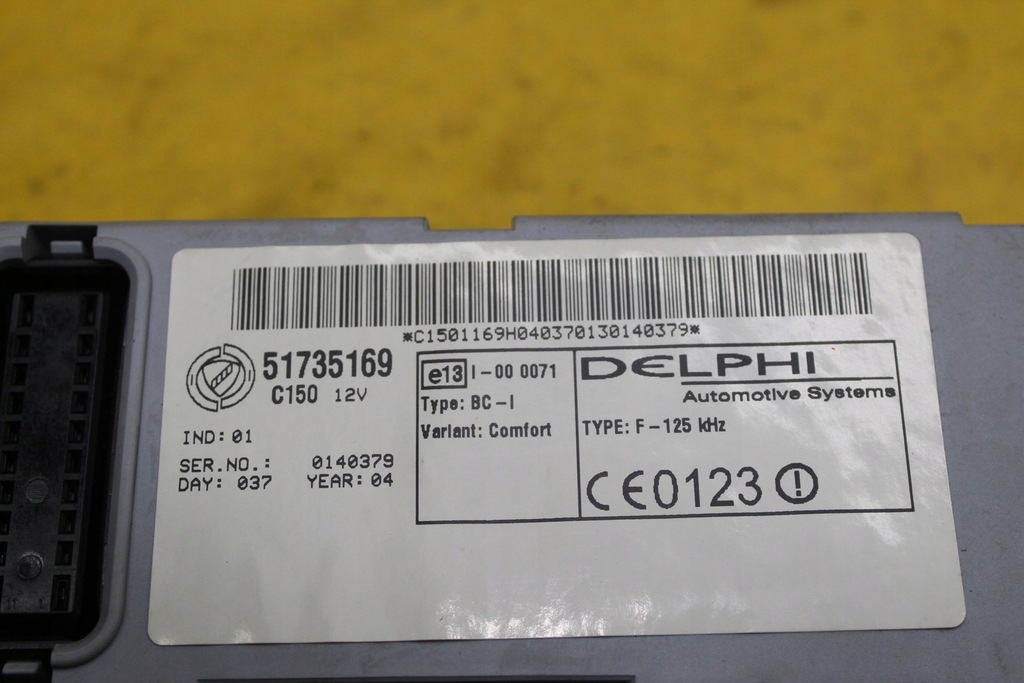 *C1501169H040370130140379*
51735169
C150 12V
IND: 01
SER.NO.: 0140379
DAY: 037 YEAR: 04
e13 I-00 0071
Type: BC-I
Variant: Comfort
DELPHI
Automotive Systems
TYPE: F-125 kHz
CE0123